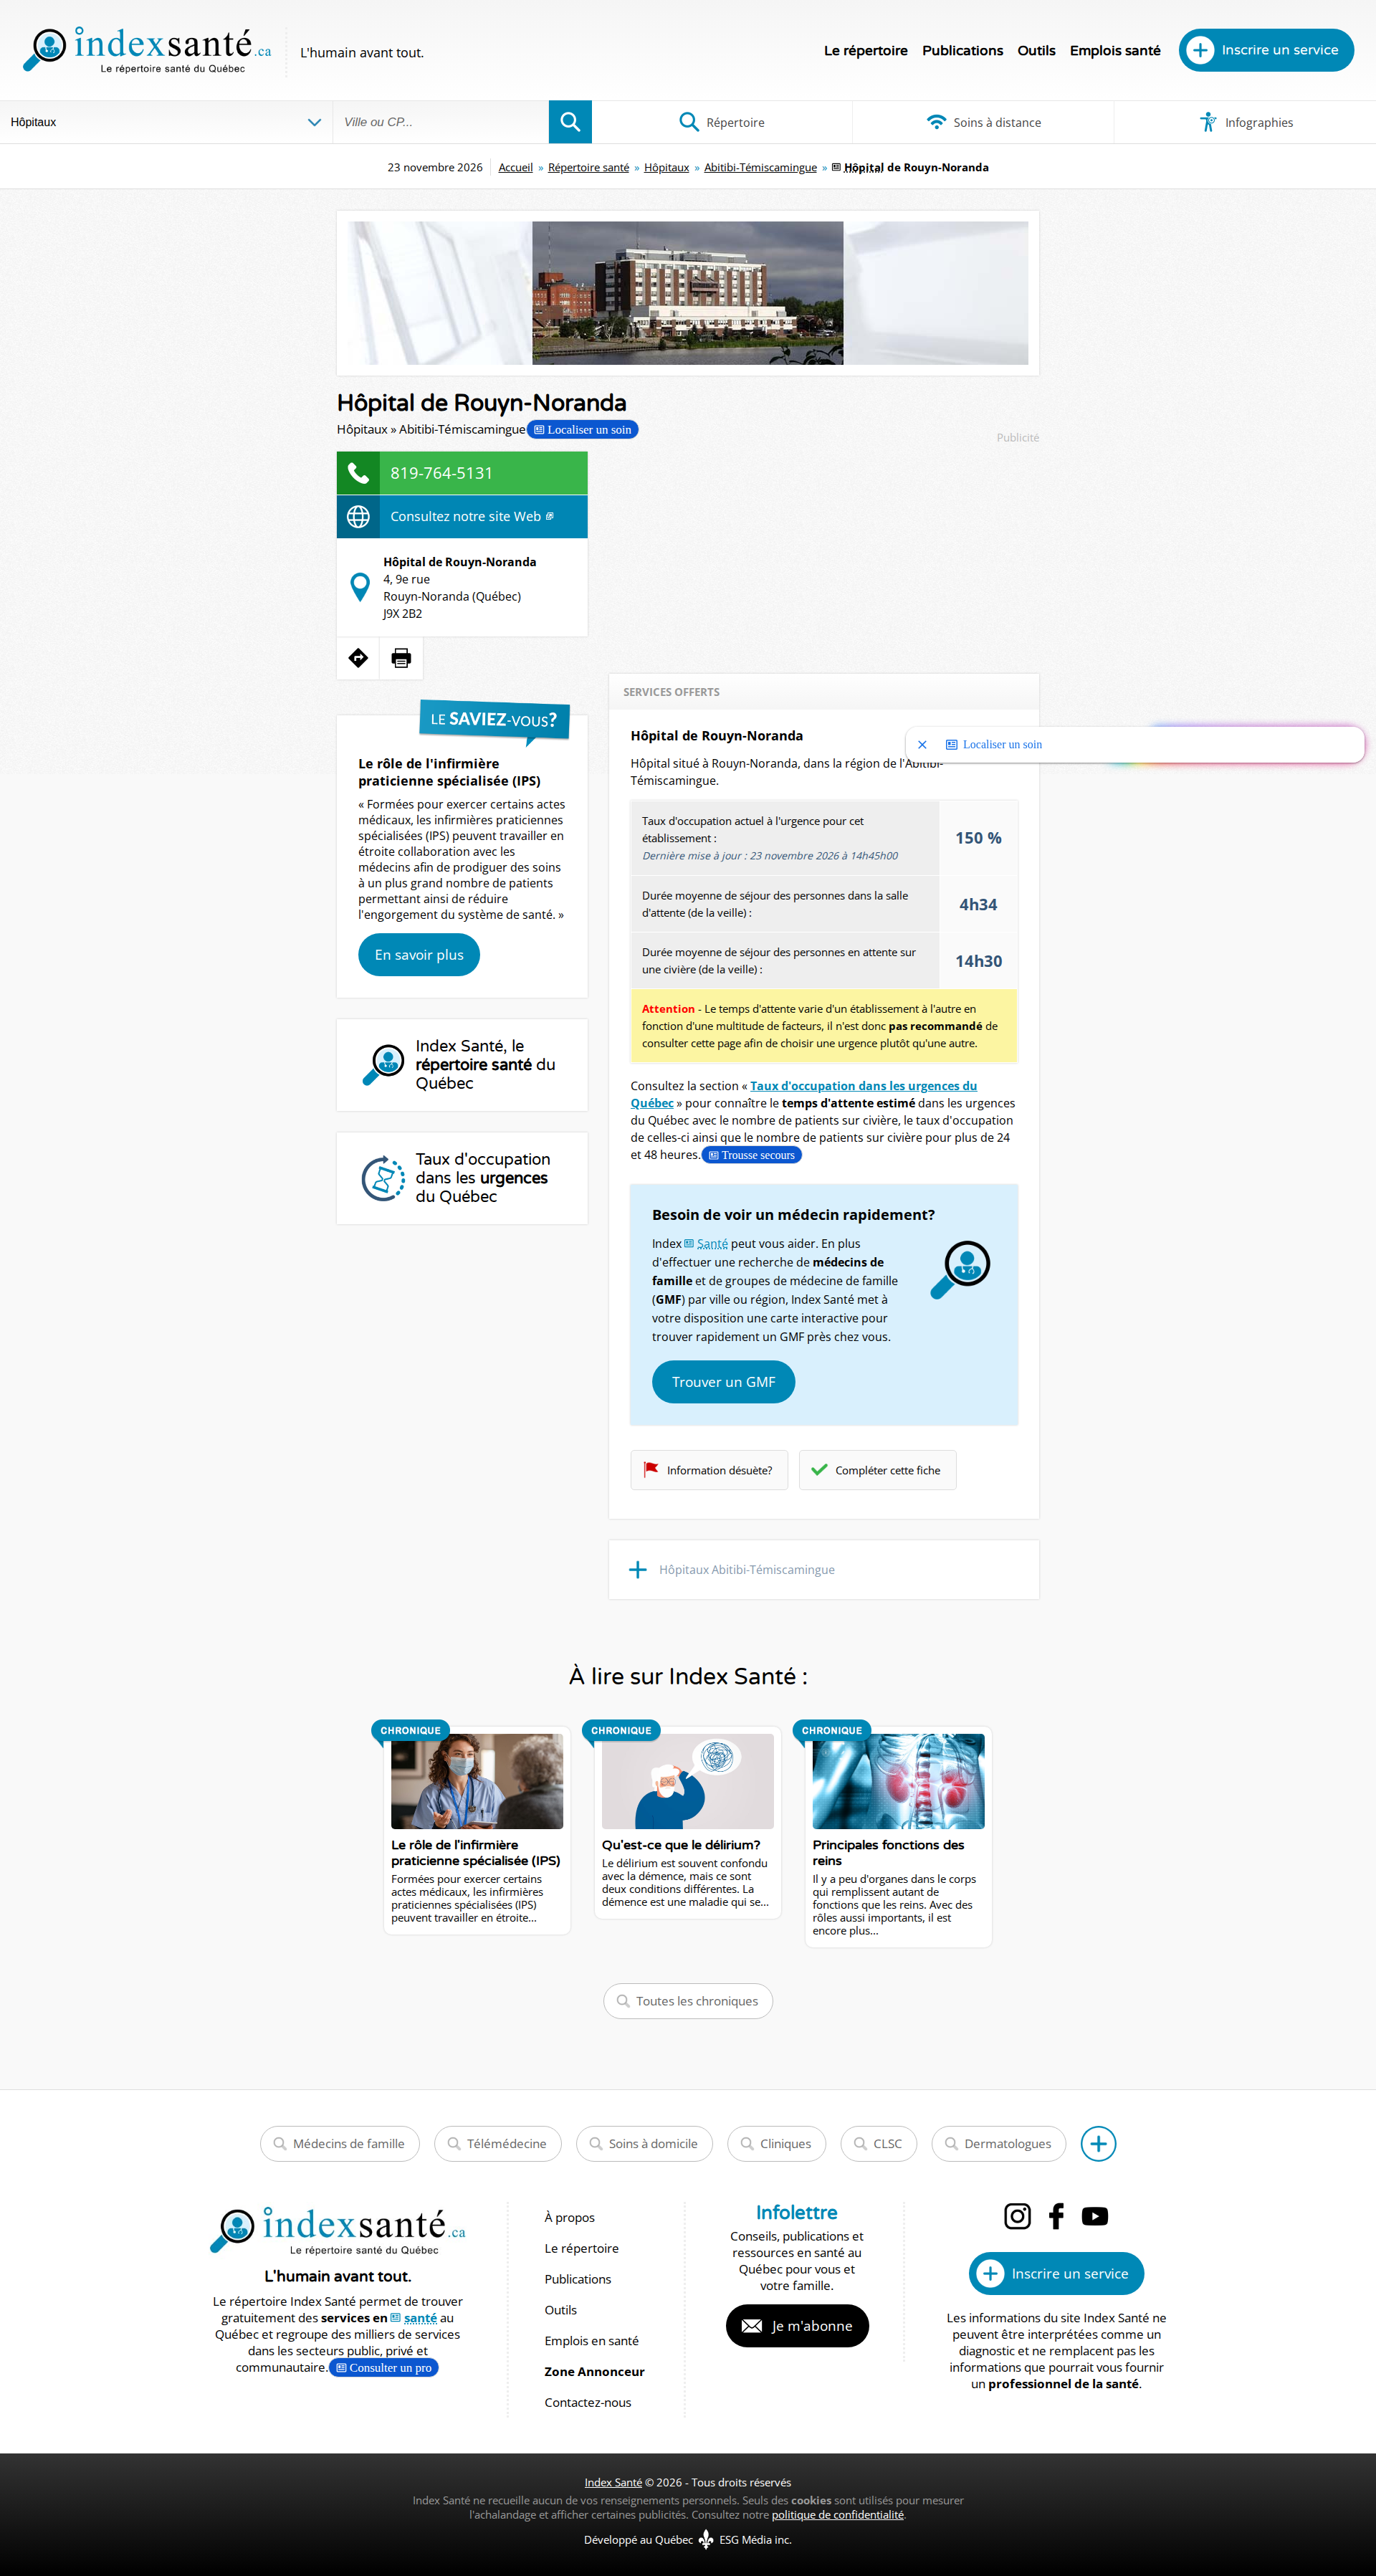 indexsanté.ca
Le répertoire santé du Québec
L'humain avant tout.
Le répertoire
Publications
Outils
Emplois santé
Inscrire un service
Hôpitaux
Ville ou CP...
Répertoire
Soins à distance
Infographies
23 novembre 2026
Accueil » Répertoire santé » Hôpitaux » Abitibi-Témiscamingue » Hôpital de Rouyn-Noranda
Hôpital de Rouyn-Noranda
Hôpitaux » Abitibi-Témiscamingue Localiser un soin
Publicité
819-764-5131
Consultez notre site Web
Hôpital de Rouyn-Noranda
4, 9e rue
Rouyn-Noranda (Québec)
J9X 2B2
LE SAVIEZ-VOUS?
Le rôle de l'infirmière
praticienne spécialisée (IPS)
« Formées pour exercer certains actes
médicaux, les infirmières praticiennes
spécialisées (IPS) peuvent travailler en
étroite collaboration avec les
médecins afin de prodiguer des soins
à un plus grand nombre de patients
permettant ainsi de réduire
l'engorgement du système de santé. »
En savoir plus
Index Santé, le
répertoire santé du
Québec
Taux d'occupation
dans les urgences
du Québec
SERVICES OFFERTS
Hôpital de Rouyn-Noranda
Localiser un soin
Hôpital situé à Rouyn-Noranda, dans la région de l'Abitibi-
Témiscamingue.
Taux d'occupation actuel à l'urgence pour cet
établissement :
Dernière mise à jour : 23 novembre 2026 à 14h45h00
150 %
Durée moyenne de séjour des personnes dans la salle
d'attente (de la veille) :
4h34
Durée moyenne de séjour des personnes en attente sur
une civière (de la veille) :
14h30
Attention - Le temps d'attente varie d'un établissement à l'autre en
fonction d'une multitude de facteurs, il n'est donc pas recommandé de
consulter cette page afin de choisir une urgence plutôt qu'une autre.
Consultez la section « Taux d'occupation dans les urgences du
Québec » pour connaître le temps d'attente estimé dans les urgences
du Québec avec le nombre de patients sur civière, le taux d'occupation
de celles-ci ainsi que le nombre de patients sur civière pour plus de 24
et 48 heures. Trousse secours
Besoin de voir un médecin rapidement?
Index Santé peut vous aider. En plus
d'effectuer une recherche de médecins de
famille et de groupes de médecine de famille
(GMF) par ville ou région, Index Santé met à
votre disposition une carte interactive pour
trouver rapidement un GMF près chez vous.
Trouver un GMF
Information désuète?
Compléter cette fiche
Hôpitaux Abitibi-Témiscamingue
À lire sur Index Santé :
CHRONIQUE
Le rôle de l'infirmière
praticienne spécialisée (IPS)
Formées pour exercer certains
actes médicaux, les infirmières
praticiennes spécialisées (IPS)
peuvent travailler en étroite...
CHRONIQUE
Qu'est-ce que le délirium?
Le délirium est souvent confondu
avec la démence, mais ce sont
deux conditions différentes. La
démence est une maladie qui se...
CHRONIQUE
Principales fonctions des
reins
Il y a peu d'organes dans le corps
qui remplissent autant de
fonctions que les reins. Avec des
rôles aussi importants, il est
encore plus...
Toutes les chroniques
Médecins de famille
Télémédecine
Soins à domicile
Cliniques
CLSC
Dermatologues
indexsanté.ca
Le répertoire santé du Québec
L'humain avant tout.
Le répertoire Index Santé permet de trouver
gratuitement des services en santé au
Québec et regroupe des milliers de services
dans les secteurs public, privé et
communautaire. Consulter un pro
À propos
Le répertoire
Publications
Outils
Emplois en santé
Zone Annonceur
Contactez-nous
Infolettre
Conseils, publications et
ressources en santé au
Québec pour vous et
votre famille.
Je m'abonne
Inscrire un service
Les informations du site Index Santé ne
peuvent être interprétées comme un
diagnostic et ne remplacent pas les
informations que pourrait vous fournir
un professionnel de la santé.
Index Santé © 2026 - Tous droits réservés
Index Santé ne recueille aucun de vos renseignements personnels. Seuls des cookies sont utilisés pour mesurer
l'achalandage et afficher certaines publicités. Consultez notre politique de confidentialité.
Développé au Québec ESG Média inc.